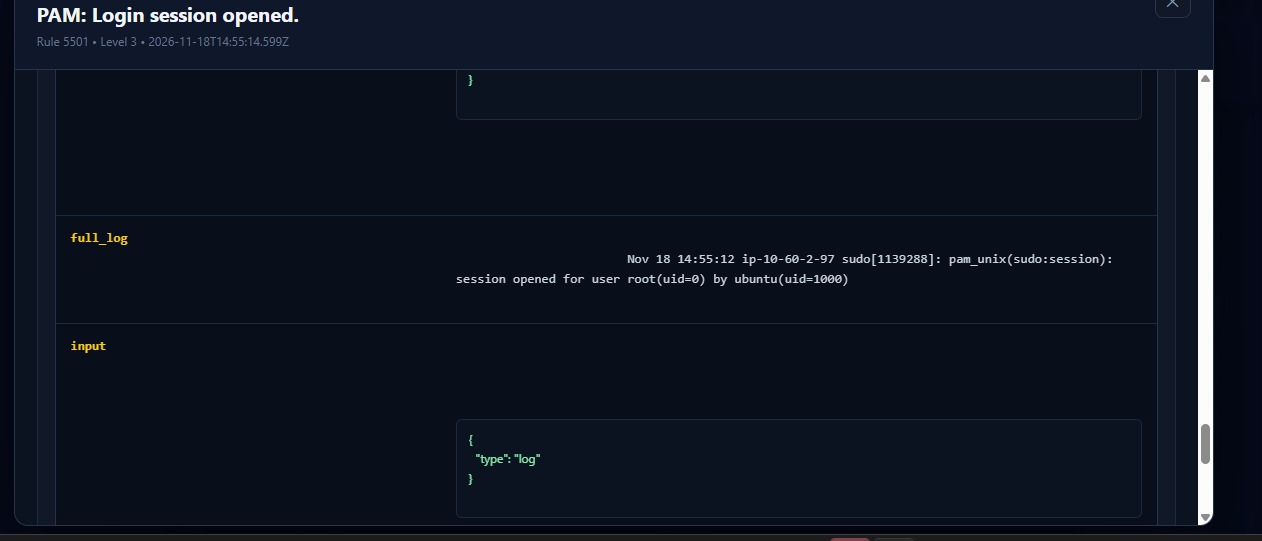 PAM: Login session opened.
Rule 5501 • Level 3 • 2026-11-18T14:55:14.599Z
}
full_log
Nov 18 14:55:12 ip-10-60-2-97 sudo[1139288]: pam_unix(sudo:session):
session opened for user root(uid=0) by ubuntu(uid=1000)
input
{
"type": "log"
}